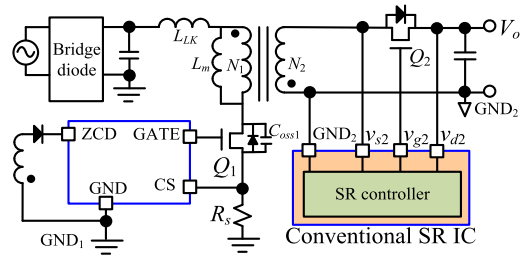 Bridge
diode
L_LK
L_m
N_1
N_2
Q_2
V_o
GND_2
ZCD
GATE
CS
GND
GND_1
Q_1
C_oss1
R_s
GND_2
v_s2
v_g2
v_d2
SR controller
Conventional SR IC